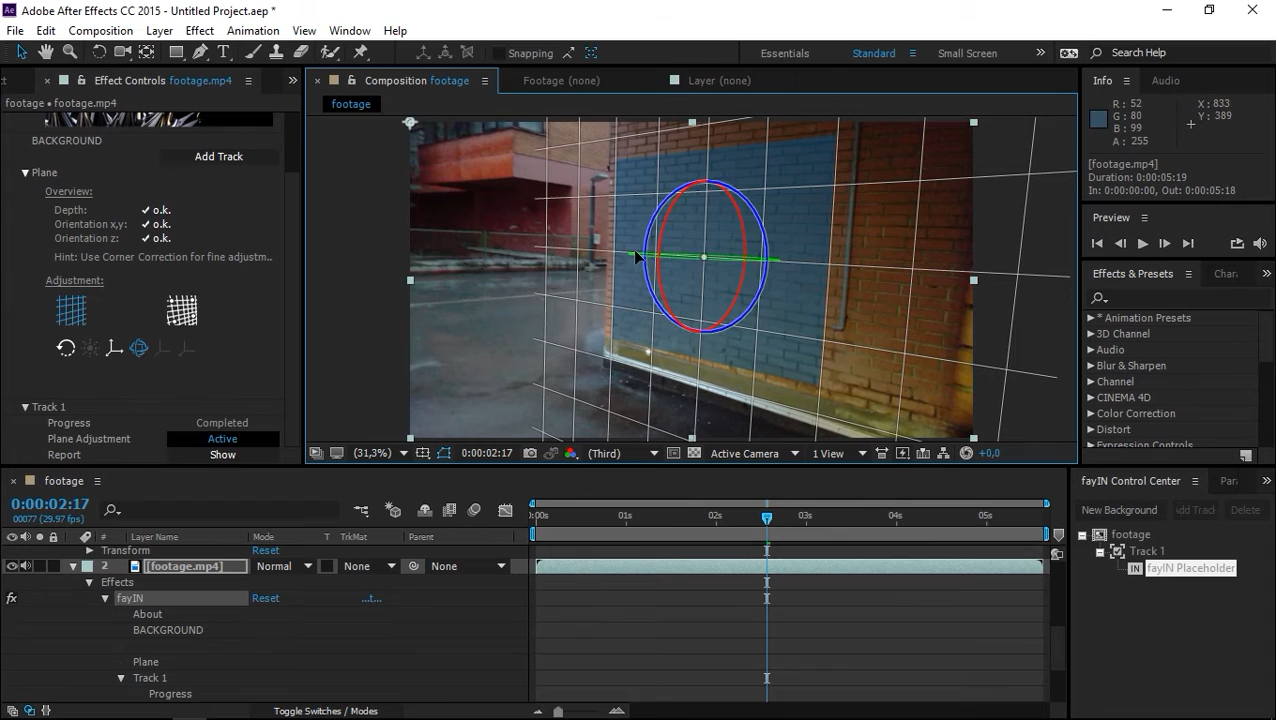 Adobe After Effects CC 2015 - Untitled Project.aep *
File Edit Composition Layer Effect Animation View Window Help
Snapping Essentials Standard Small Screen Search Help
Effect Controls footage.mp4
footage • footage.mp4
BACKGROUND
Add Track
Plane
Overview:
Depth: o.k.
Orientation x,y: o.k.
Orientation z: o.k.
Hint: Use Corner Correction for fine adjustm...
Adjustment:
Track 1
Progress Completed
Plane Adjustment Active
Report Show
Composition footage Footage (none) Layer (none)
footage
(31,3%) 0:00:02:17 (Third) Active Camera 1 View +0,0
Info Audio
R : 52
G : 80
B : 99
A : 255
X : 833
Y : 389
[footage.mp4]
Duration: 0:00:05:19
In: 0:00:00:00, Out: 0:00:05:18
Preview
Effects & Presets Chara
* Animation Presets
3D Channel
Audio
Blur & Sharpen
Channel
CINEMA 4D
Color Correction
Distort
Expression Controls
footage
0:00:02:17
00077 (29.97 fps)
# Layer Name Mode T TrkMat Parent
Transform Reset
2 [footage.mp4] Normal None None
Effects
fx fayIN Reset ...t...
About
BACKGROUND
Plane
Track 1
Progress
Toggle Switches / Modes
:00s 01s 02s 03s 04s 05s
fayIN Control Center Para
New Background Delete
footage
Track 1
IN fayIN Placeholder